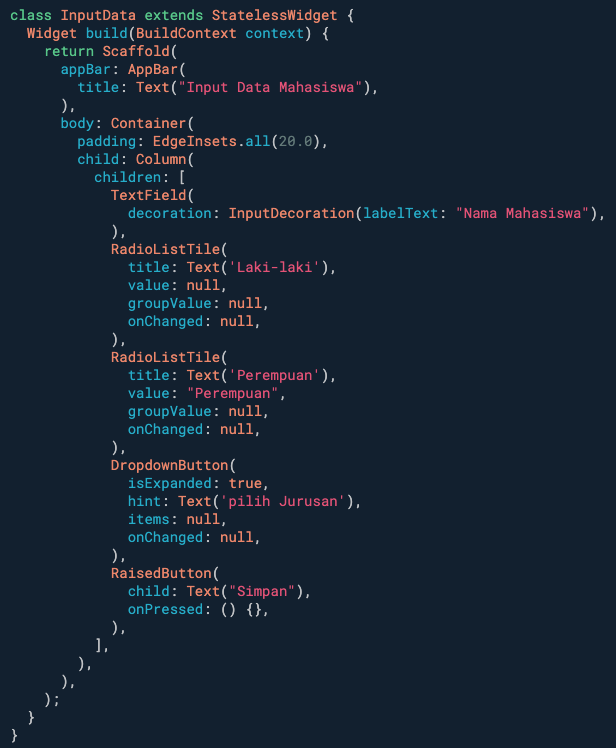 class InputData extends StatelessWidget {
  Widget build(BuildContext context) {
    return Scaffold(
      appBar: AppBar(
        title: Text("Input Data Mahasiswa"),
      ),
      body: Container(
        padding: EdgeInsets.all(20.0),
        child: Column(
          children: [
            TextField(
              decoration: InputDecoration(labelText: "Nama Mahasiswa"),
            ),
            RadioListTile(
              title: Text('Laki-laki'),
              value: null,
              groupValue: null,
              onChanged: null,
            ),
            RadioListTile(
              title: Text('Perempuan'),
              value: "Perempuan",
              groupValue: null,
              onChanged: null,
            ),
            DropdownButton(
              isExpanded: true,
              hint: Text('pilih Jurusan'),
              items: null,
              onChanged: null,
            ),
            RaisedButton(
              child: Text("Simpan"),
              onPressed: () {},
            ),
          ],
        ),
      ),
    );
  }
}